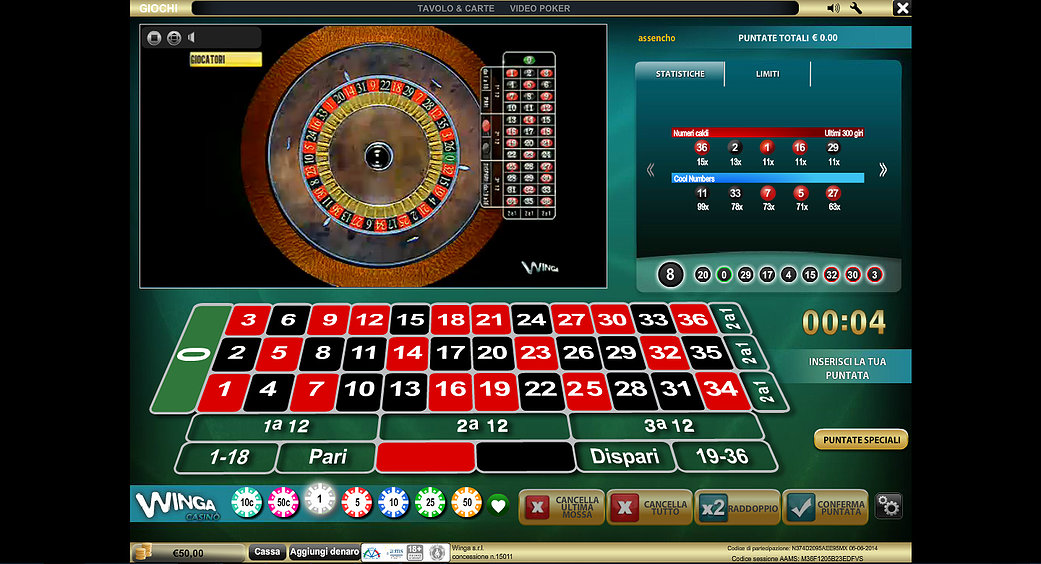 GIOCHI TAVOLO & CARTE VIDEO POKER
GIOCATORI
assencho PUNTATE TOTALI € 0.00
STATISTICHE LIMITI
Numeri caldi Ultimi 300 giri
36 2 1 16 29
15x 13x 11x 11x 11x
Cool Numbers
11 33 7 5 27
99x 78x 73x 71x 63x
WINGA
8 20 0 29 17 4 15 32 30 3
3 6 9 12 15 18 21 24 27 30 33 36 2a1
0 2 5 8 11 14 17 20 23 26 29 32 35 2a1
1 4 7 10 13 16 19 22 25 28 31 34 2a1
1a 12 2a 12 3a 12
1-18 Pari Dispari 19-36
00:04
INSERISCI LA TUA
PUNTATA
PUNTATE SPECIALI
WINGA
CASINO
10c 50c 1 5 10 25 50
CANCELLA
ULTIMA
MOSSA
CANCELLA
TUTTO
x2 RADDOPPIO
CONFERMA
PUNTATA
€50,00 Cassa Aggiungi denaro aams 18+
Winga s.r.l.
concessione n.15011
Codice di partecipazione: N374D2095AEE95MX 06-06-2014
Codice sessione AAMS: M36F1205B23EDFVS